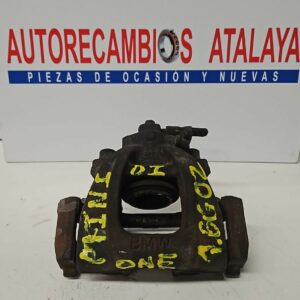 AUTORECAMBIOS ATALAYA
PIEZAS DE OCASIÓN Y NUEVAS
MINI
DI
1.6G02
BMW
ONE